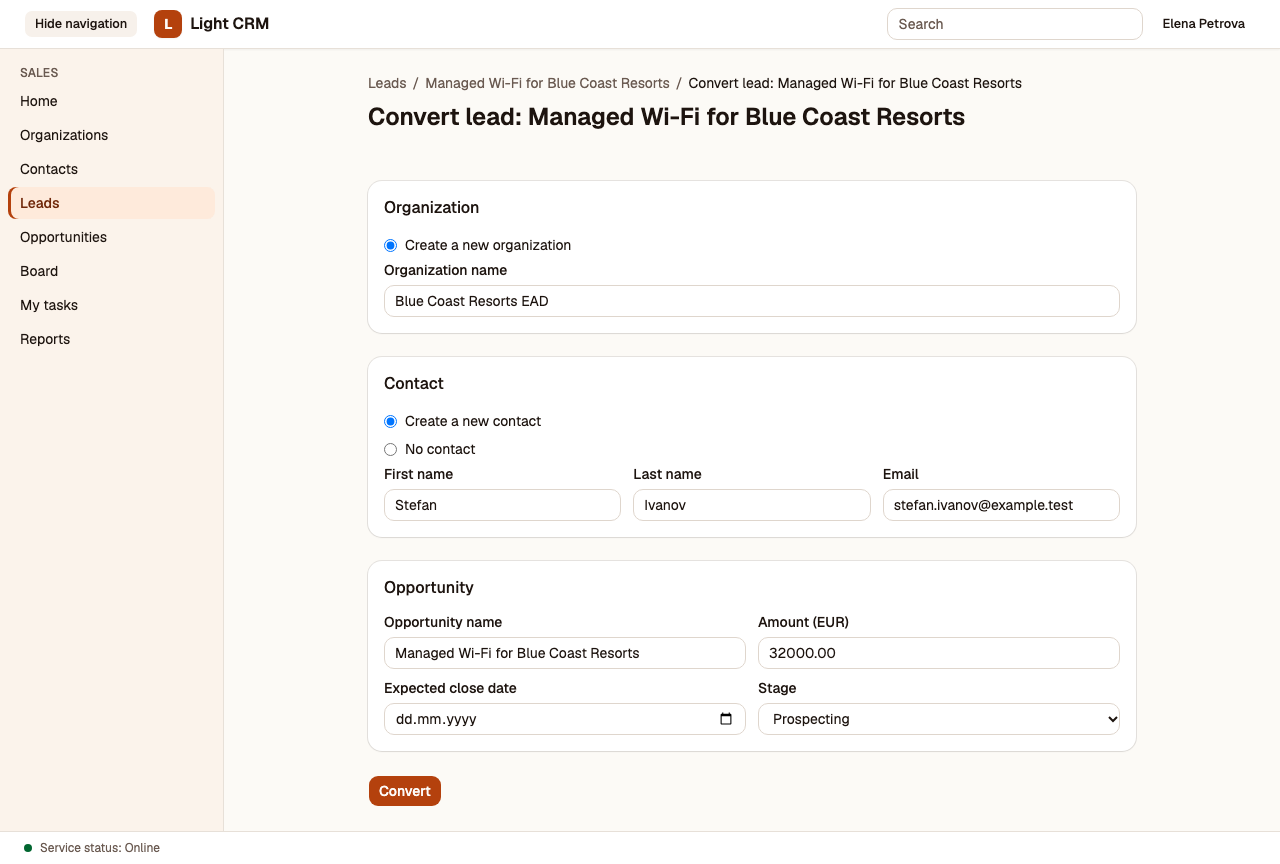 Hide navigation
L
Light CRM
Search
Elena Petrova
SALES
Home
Organizations
Contacts
Leads
Opportunities
Board
My tasks
Reports
Leads / Managed Wi-Fi for Blue Coast Resorts / Convert lead: Managed Wi-Fi for Blue Coast Resorts
Convert lead: Managed Wi-Fi for Blue Coast Resorts
Organization
Create a new organization
Organization name
Blue Coast Resorts EAD
Contact
Create a new contact
No contact
First name Last name Email
Stefan Ivanov stefan.ivanov@example.test
Opportunity
Opportunity name Amount (EUR)
Managed Wi-Fi for Blue Coast Resorts 32000.00
Expected close date Stage
dd.mm.yyyy Prospecting
Convert
Service status: Online